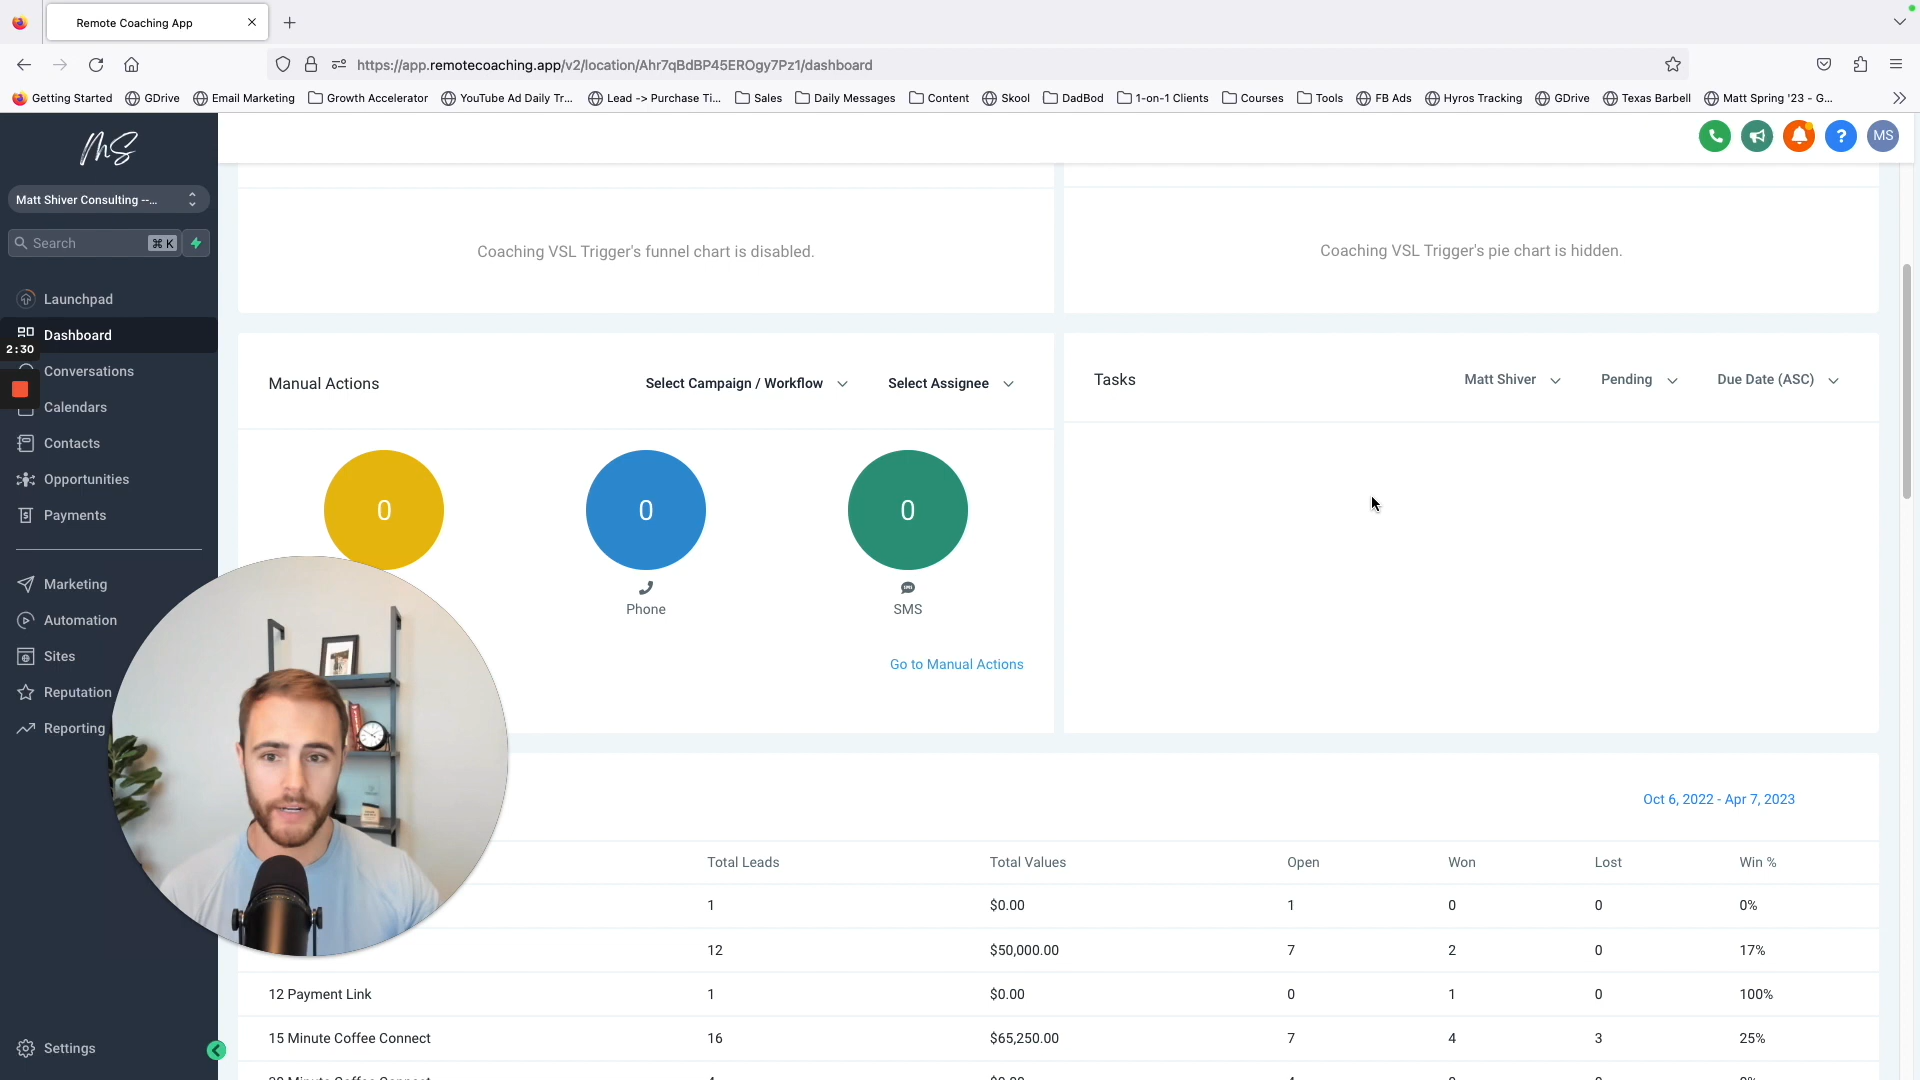 Remote Coaching App
https://app.remotecoaching.app/v2/location/Ahr7qBdBP45EROgy7Pz1/dashboard
Getting Started GDrive Email Marketing Growth Accelerator YouTube Ad Daily Tr... Lead -> Purchase Ti... Sales Daily Messages Content Skool DadBod 1-on-1 Clients Courses Tools FB Ads Hyros Tracking GDrive Texas Barbell Matt Spring '23 - G...
MS
? MS
Matt Shiver Consulting --...
Search ⌘ K
Coaching VSL Trigger's funnel chart is disabled.
Coaching VSL Trigger's pie chart is hidden.
Launchpad
Dashboard
2:30
Conversations
Calendars
Contacts
Opportunities
Payments
Marketing
Automation
Sites
Reputation
Reporting
Settings
Manual Actions Select Campaign / Workflow Select Assignee
0 0 0
Phone SMS
Go to Manual Actions
Tasks Matt Shiver Pending Due Date (ASC)
Oct 6, 2022 - Apr 7, 2023
Total Leads Total Values Open Won Lost Win %
1 $0.00 1 0 0 0%
12 $50,000.00 7 2 0 17%
12 Payment Link 1 $0.00 0 1 0 100%
15 Minute Coffee Connect 16 $65,250.00 7 4 3 25%